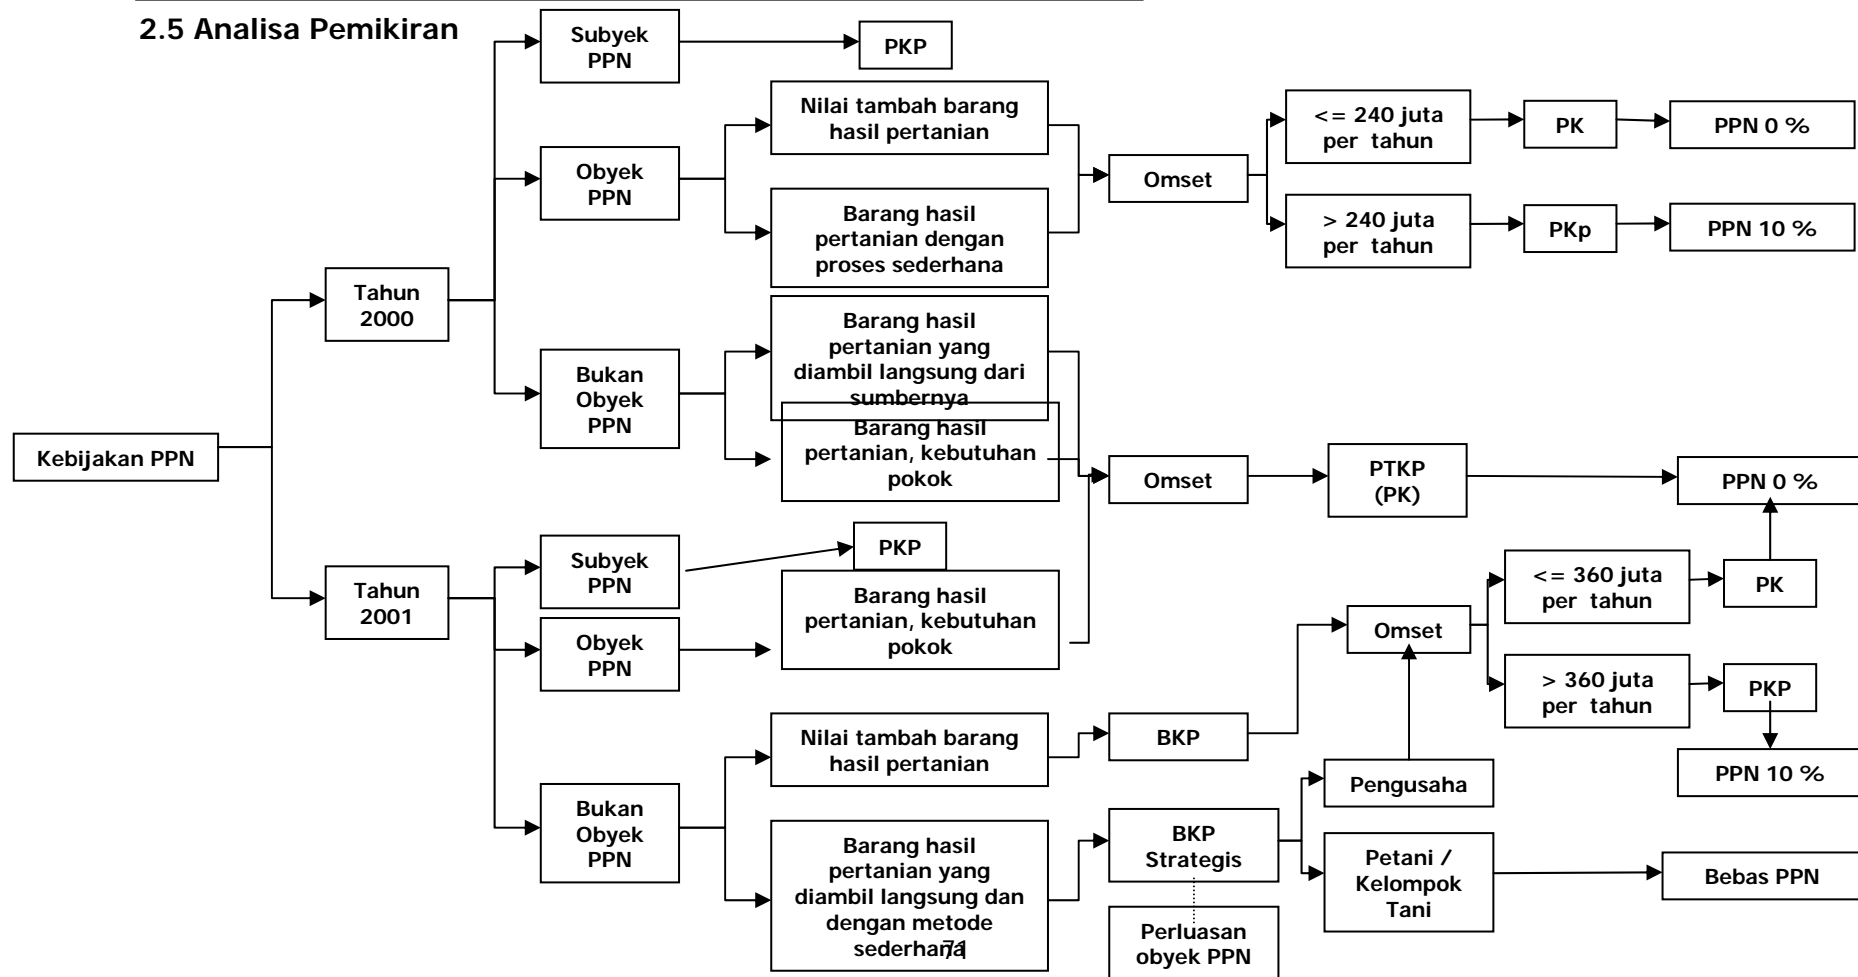 2.5 Analisa Pemikiran
Subyek
PPN
PKP
Nilai tambah barang
hasil pertanian
<= 240 juta
per tahun
PK
PPN 0 %
Obyek
PPN
Omset
Barang hasil
pertanian dengan
proses sederhana
> 240 juta
per tahun
PKp
PPN 10 %
Tahun
2000
Barang hasil
pertanian yang
diambil langsung dari
sumbernya
Bukan
Obyek
PPN
Barang hasil
pertanian, kebutuhan
pokok
Kebijakan PPN
Omset
PTKP
(PK)
PPN 0 %
Subyek
PPN
PKP
Tahun
2001
Barang hasil
pertanian, kebutuhan
pokok
Obyek
PPN
<= 360 juta
per tahun
PK
Omset
> 360 juta
per tahun
PKP
Nilai tambah barang
hasil pertanian
BKP
PPN 10 %
Pengusaha
Bukan
Obyek
PPN
Barang hasil
pertanian yang
diambil langsung dan
dengan metode
sederhana
BKP
Strategis
Petani /
Kelompok
Tani
Bebas PPN
Perluasan
obyek PPN
71